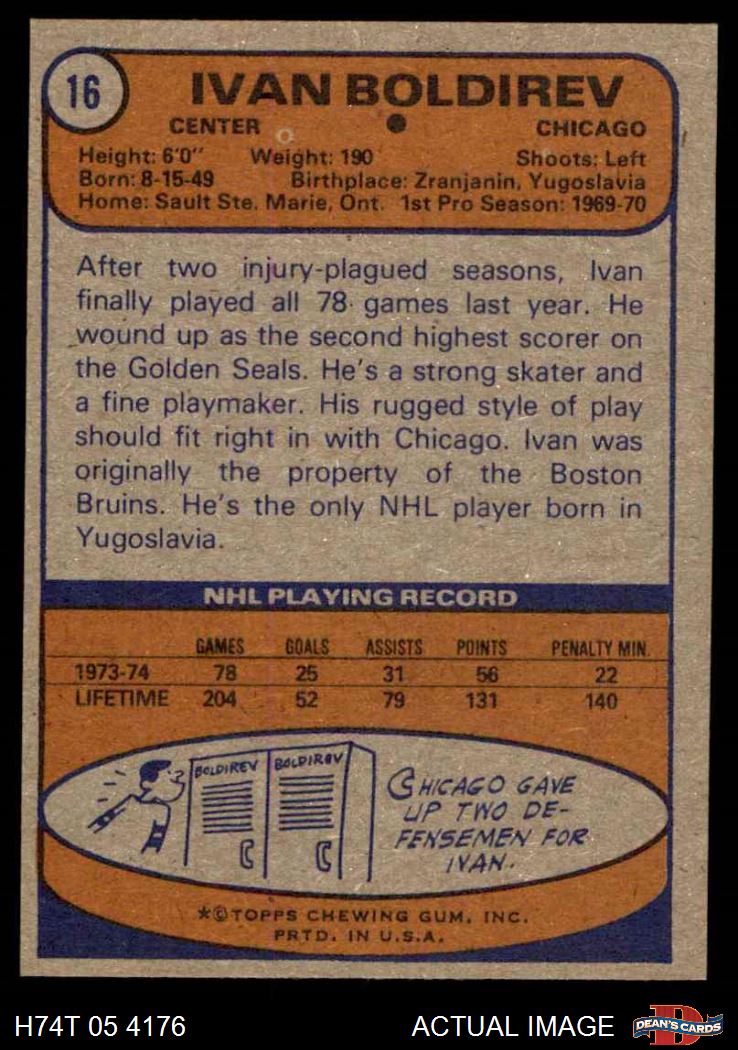 16
IVAN BOLDIREV
CENTER CHICAGO
Height: 6'0" Weight: 190 Shoots: Left
Born: 8-15-49 Birthplace: Zranjanin, Yugoslavia
Home: Sault Ste. Marie, Ont. 1st Pro Season: 1969-70
After two injury-plagued seasons, Ivan
finally played all 78 games last year. He
wound up as the second highest scorer on
the Golden Seals. He's a strong skater and
a fine playmaker. His rugged style of play
should fit right in with Chicago. Ivan was
originally the property of the Boston
Bruins. He's the only NHL player born in
Yugoslavia.
NHL PLAYING RECORD
GAMES GOALS ASSISTS POINTS PENALTY MIN.
1973-74 78 25 31 56 22
LIFETIME 204 52 79 131 140
BOLDIREV BOLDIREV
CHICAGO GAVE
UP TWO DE-
FENSEMEN FOR
IVAN.
*©TOPPS CHEWING GUM, INC.
PRTD. IN U.S.A.
H74T 05 4176 ACTUAL IMAGE DEAN'S CARDS